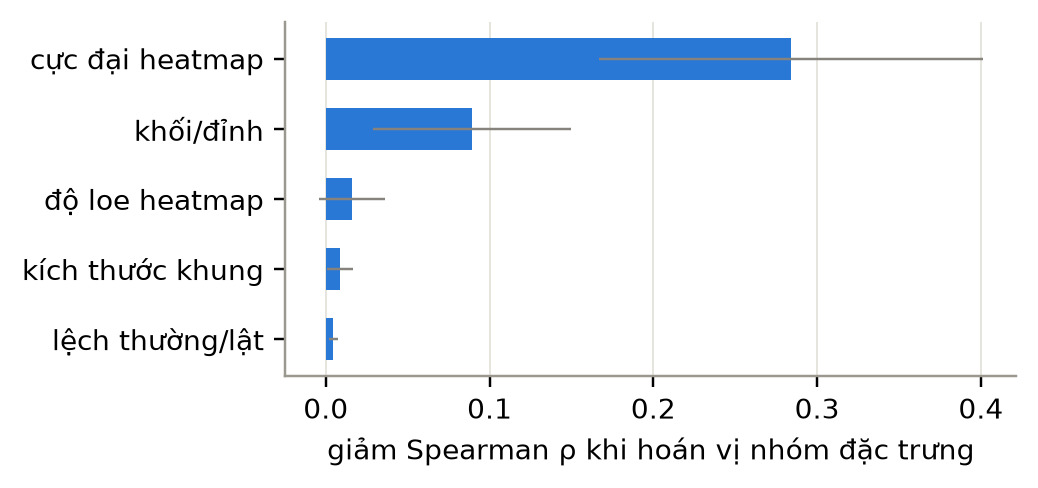 cực đại heatmap
khối/đỉnh
độ loe heatmap
kích thước khung
lệch thường/lật
0.0 0.1 0.2 0.3 0.4
giảm Spearman ρ khi hoán vị nhóm đặc trưng